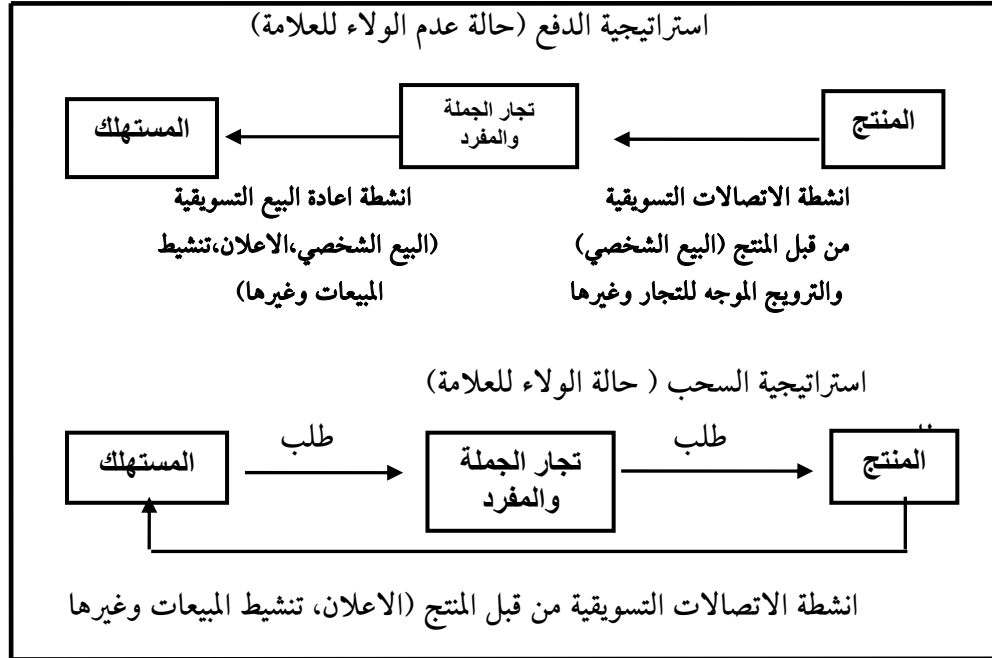 استراتيجية الدفع (حالة عدم الولاء للعلامة)
المنتج
تجار الجملة
والمفرد
المستهلك
انشطة الاتصالات التسويقية
من قبل المنتج (البيع الشخصي)
والترويج الموجه للتجار وغيرها
انشطة اعادة البيع التسويقية
(البيع الشخصي،الاعلان،تنشيط
المبيعات وغيرها)
استراتيجية السحب ( حالة الولاء للعلامة)
المنتج
طلب
تجار الجملة
والمفرد
طلب
المستهلك
انشطة الاتصالات التسويقية من قبل المنتج (الاعلان، تنشيط المبيعات وغيرها